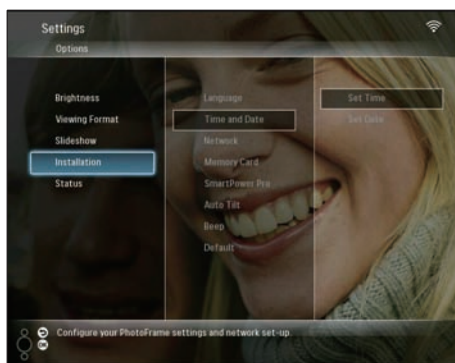 Settings
Options
Brightness
Viewing Format
Slideshow
Installation
Status
Language
Time and Date
Network
Memory Card
SmartPower Pro
Auto Tilt
Beep
Default
Set Time
Set Date
OK
Configure your PhotoFrame settings and network set-up.